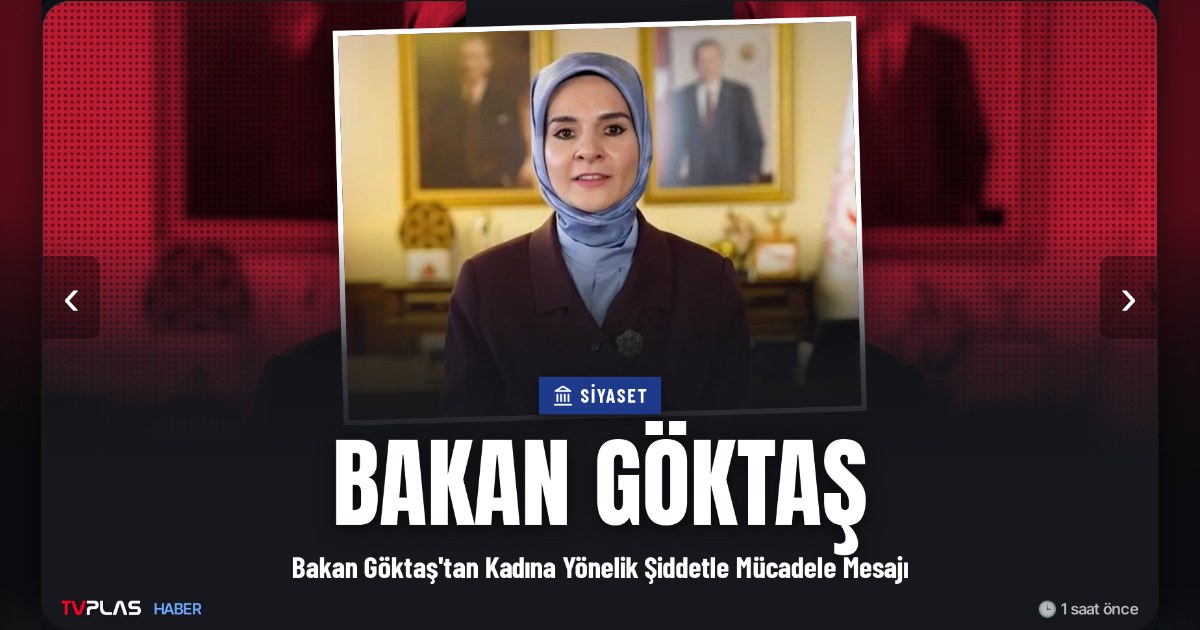 SİYASET
BAKAN GÖKTAŞ
Bakan Göktaş'tan Kadına Yönelik Şiddetle Mücadele Mesajı
TVPLAS HABER
1 saat önce